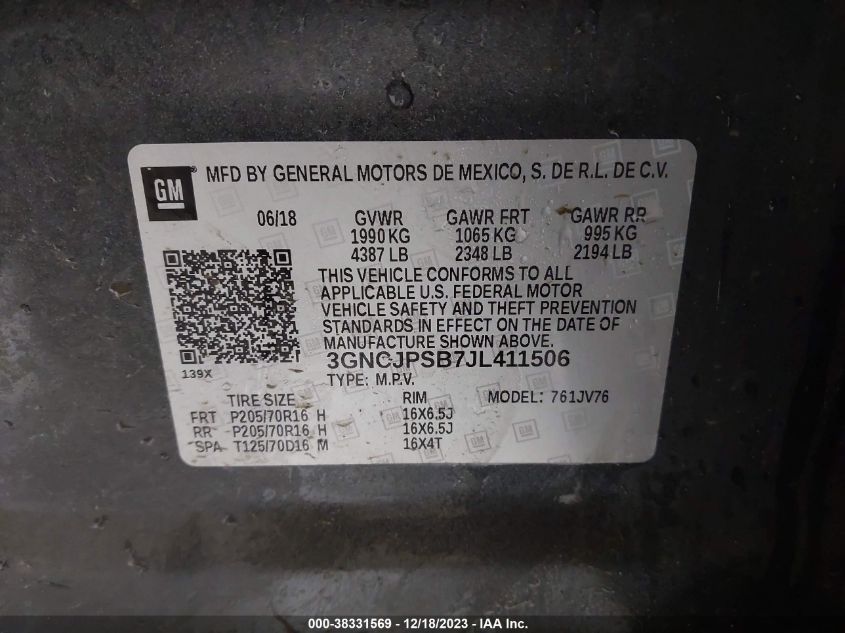 GM MFD BY GENERAL MOTORS DE MEXICO, S. DE R.L. DE C.V.
06/18 GVWR GAWR FRT GAWR RR
1990 KG 1065 KG 995 KG
4387 LB 2348 LB 2194 LB
THIS VEHICLE CONFORMS TO ALL
APPLICABLE U.S. FEDERAL MOTOR
VEHICLE SAFETY AND THEFT PREVENTION
STANDARDS IN EFFECT ON THE DATE OF
MANUFACTURE SHOWN ABOVE.
3GNCJPSB7JL411506
139X TYPE: M.P.V.
TIRE SIZE RIM MODEL: 761JV76
FRT P205/70R16 H 16X6.5J
RR P205/70R16 H 16X6.5J
SPA T125/70D16 M 16X4T
000-38331569 - 12/18/2023 - IAA Inc.